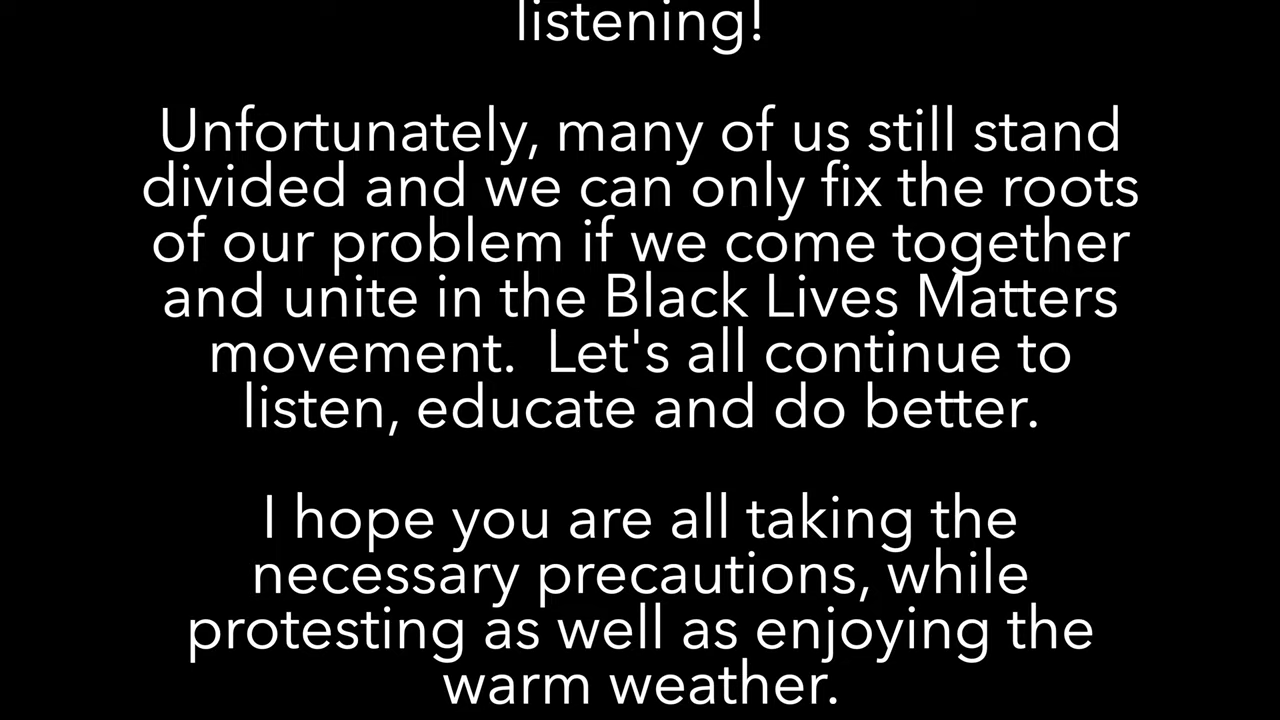 listening!
Unfortunately, many of us still stand
divided and we can only fix the roots
of our problem if we come together
and unite in the Black Lives Matters
movement.  Let's all continue to
listen, educate and do better.
I hope you are all taking the
necessary precautions, while
protesting as well as enjoying the
warm weather.